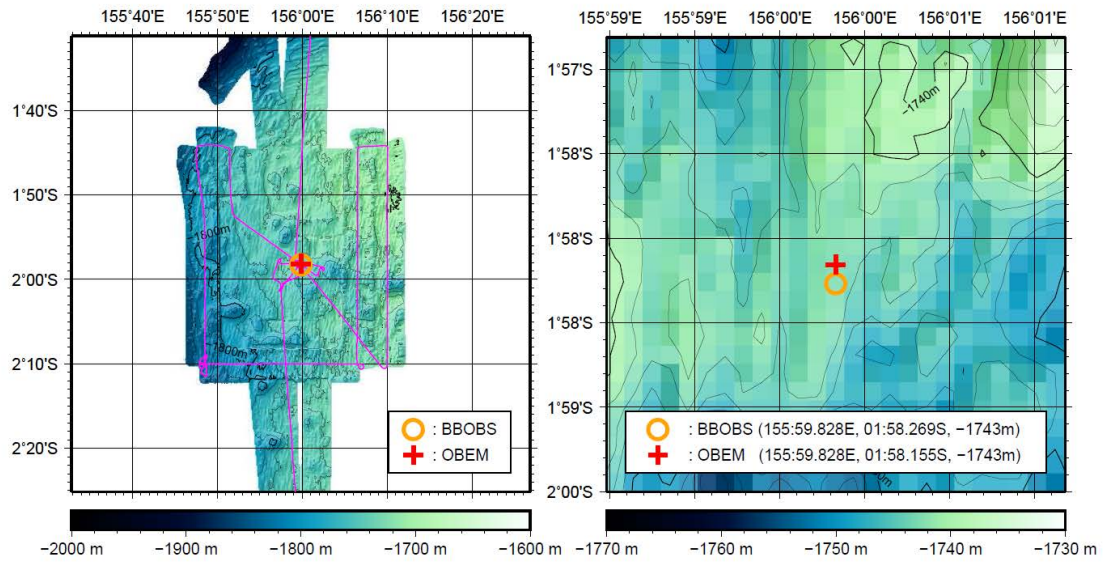 155°40'E 155°50'E 156°00'E 156°10'E 156°20'E
1°40'S
1°50'S
2°00'S
2°10'S
2°20'S
−1800m
−1800m
: BBOBS
: OBEM
−2000 m −1900 m −1800 m −1700 m −1600 m
155°59'E 155°59'E 156°00'E 156°00'E 156°01'E 156°01'E
1°57'S
1°58'S
1°58'S
1°58'S
1°59'S
2°00'S
−1740m
: BBOBS (155:59.828E, 01:58.269S, −1743m)
: OBEM (155:59.828E, 01:58.155S, −1743m)
−1770 m −1760 m −1750 m −1740 m −1730 m